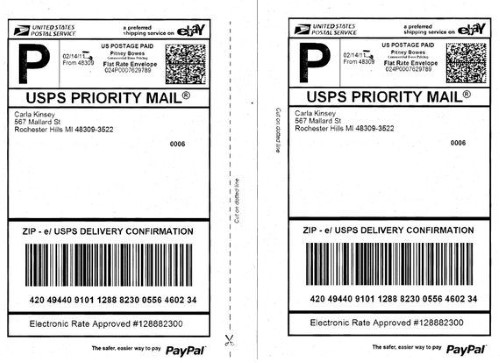 UNITED STATES POSTAL SERVICE
a preferred shipping service on ebay
P
02/14/11
From 48309
US POSTAGE PAID
Pitney Bowes
Flat Rate Envelope
024P0007629789
USPS PRIORITY MAIL®
Carla Kinsey
567 Mallard St
Rochester Hills MI 48309-3522
0006
ZIP - e/ USPS DELIVERY CONFIRMATION
420 49440 9101 1288 8230 0556 4602 34
Electronic Rate Approved #128882300
The safer, easier way to pay PayPal
Cut on dotted line
UNITED STATES POSTAL SERVICE
a preferred shipping service on ebay
P
02/14/11
From 48309
US POSTAGE PAID
Pitney Bowes
Flat Rate Envelope
024P0007629789
USPS PRIORITY MAIL®
Carla Kinsey
567 Mallard St
Rochester Hills MI 48309-3522
0006
ZIP - e/ USPS DELIVERY CONFIRMATION
420 49440 9101 1288 8230 0556 4602 34
Electronic Rate Approved #128882300
The safer, easier way to pay PayPal
Cut on dotted line